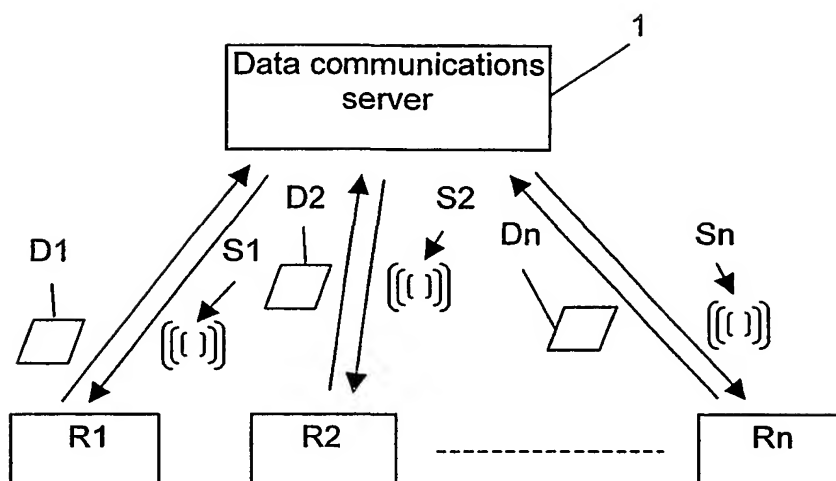 1
Data communications
server
D2
S2
D1
S1
Dn
Sn
R1
R2
Rn